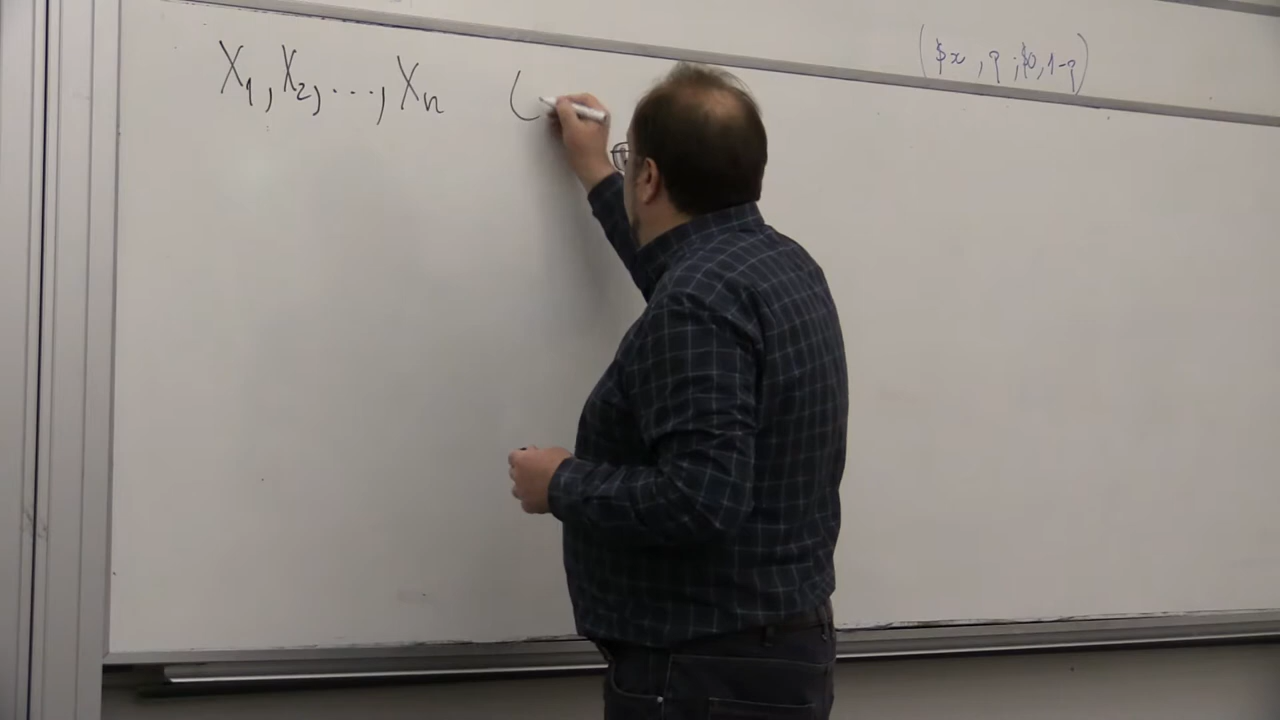 X₁, X₂, ..., Xₙ (
($x, q ; $0, 1-q)